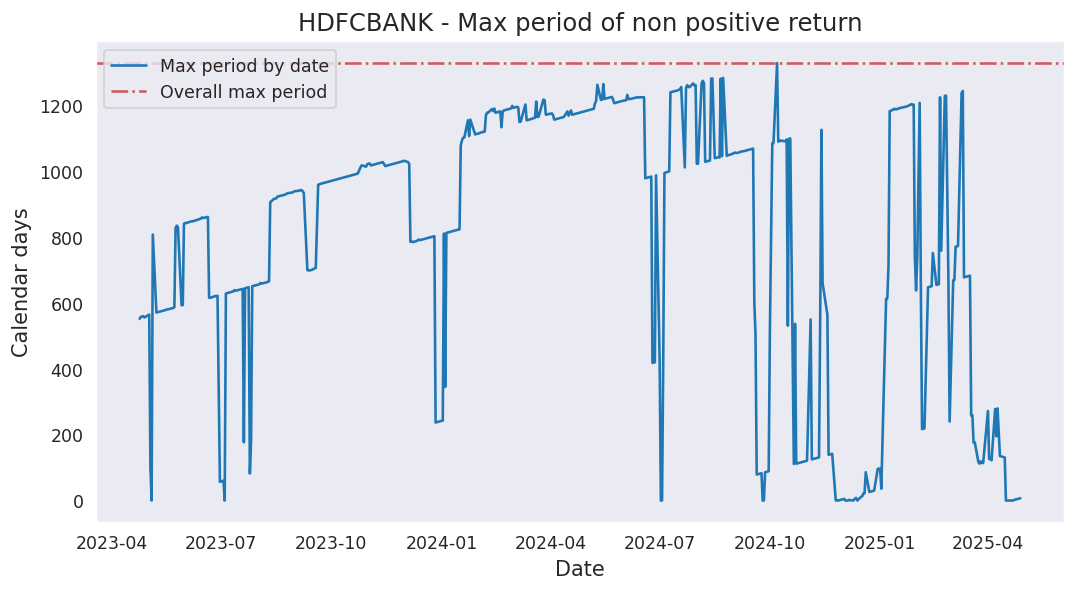 HDFCBANK - Max period of non positive return
Max period by date
Overall max period
Calendar days
1200
1000
800
600
400
200
0
2023-04 2023-07 2023-10 2024-01 2024-04 2024-07 2024-10 2025-01 2025-04
Date